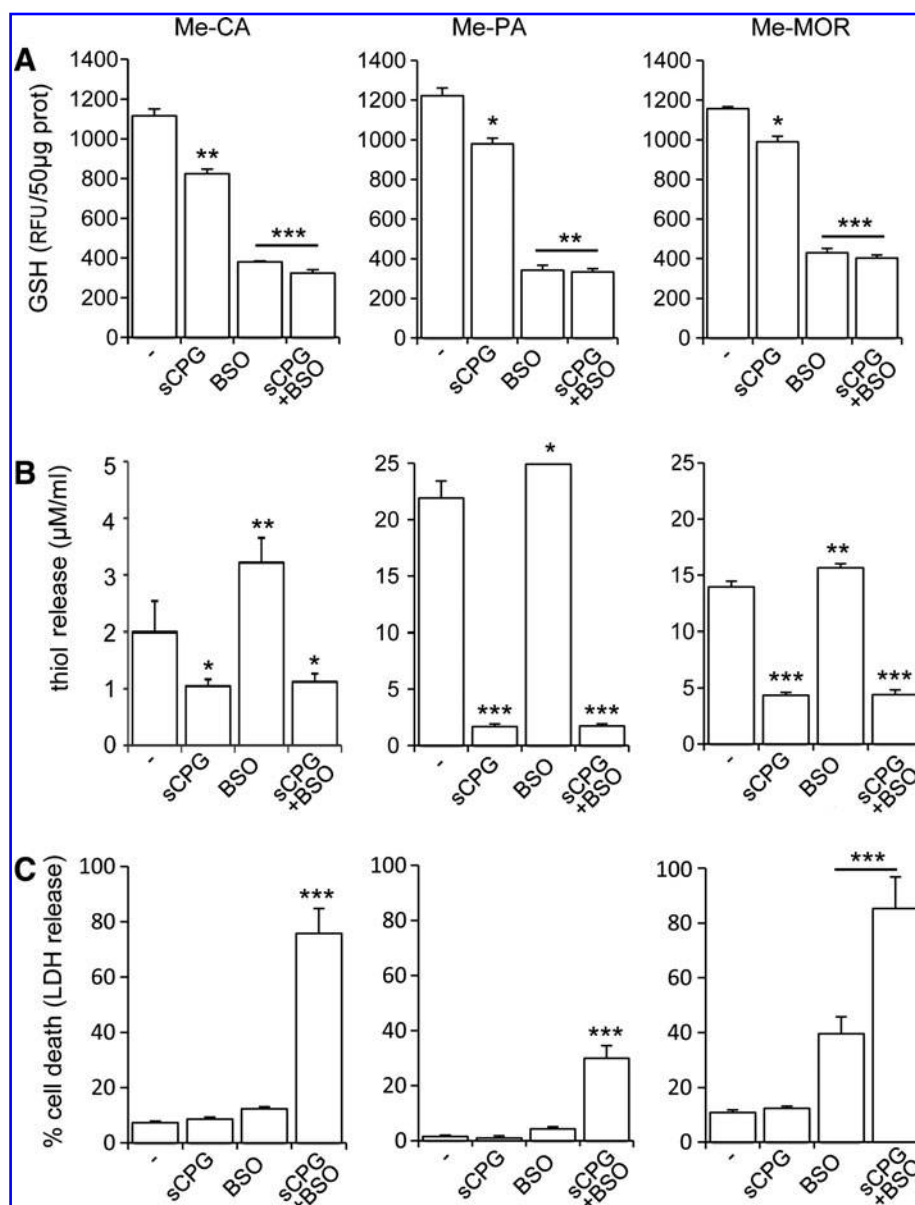 Me-CA Me-PA Me-MOR
A
GSH (RFU/50µg prot)
1400 1400 1400
1200 1200 1200
** * *
1000 1000 1000
800 800 800
600 600 600
*** ** ***
400 400 400
200 200 200
0 0 0
- sCPG BSO sCPG +BSO - sCPG BSO sCPG +BSO - sCPG BSO sCPG +BSO
B
thiol release (µM/ml)
5 25 * 25
4 20 20
** **
3 15 15
2 10 10
* * *** *** *** ***
1 5 5
0 0 0
- sCPG BSO sCPG +BSO - sCPG BSO sCPG +BSO - sCPG BSO sCPG +BSO
C
% cell death (LDH release)
100 100 100
*** *** ***
80 80 80
60 60 60
40 40 40
20 20 20
0 0 0
- sCPG BSO sCPG +BSO - sCPG BSO sCPG +BSO - sCPG BSO sCPG +BSO